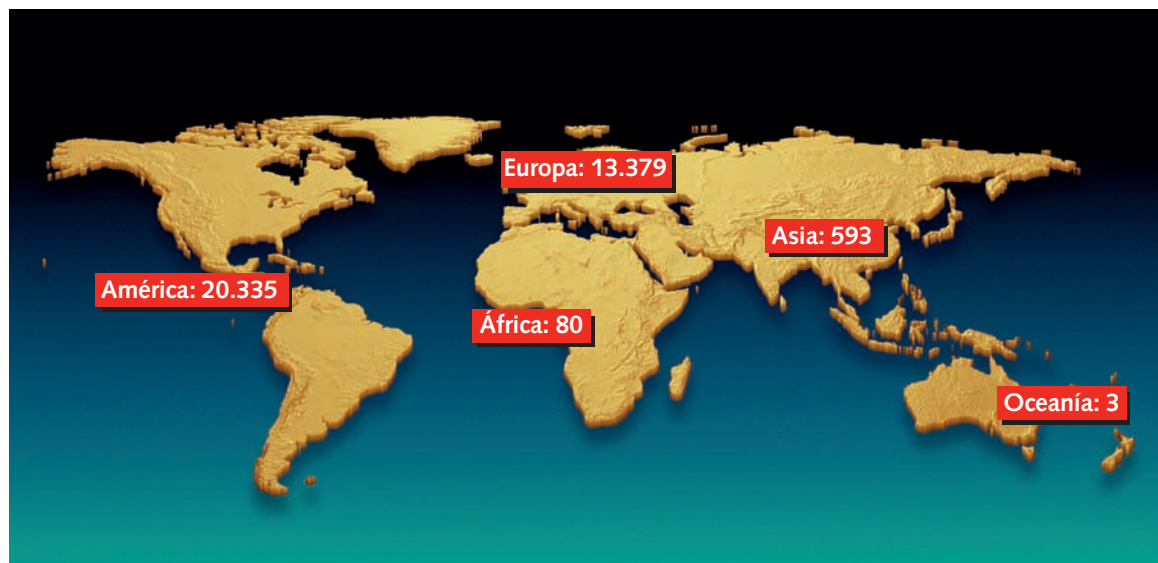 Europa: 13.379
Asia: 593
América: 20.335
África: 80
Oceanía: 3